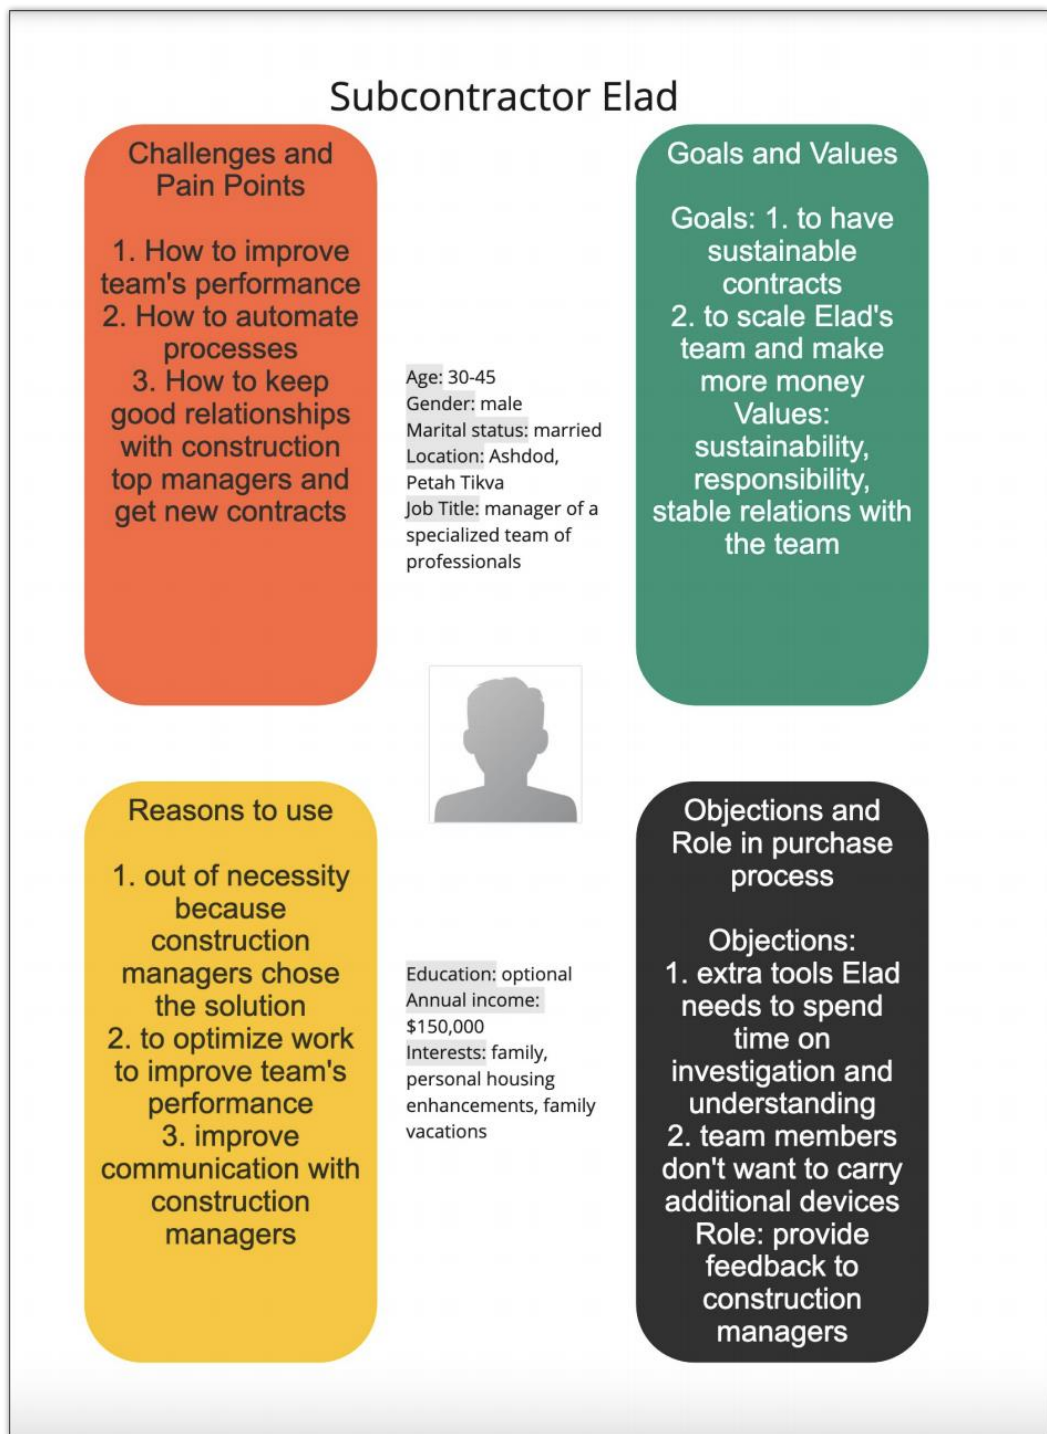 Subcontractor Elad
Challenges and
Pain Points
1. How to improve
team's performance
2. How to automate
processes
3. How to keep
good relationships
with construction
top managers and
get new contracts
Age: 30-45
Gender: male
Marital status: married
Location: Ashdod,
Petah Tikva
Job Title: manager of a
specialized team of
professionals
Goals and Values
Goals: 1. to have
sustainable
contracts
2. to scale Elad's
team and make
more money
Values:
sustainability,
responsibility,
stable relations with
the team
Reasons to use
1. out of necessity
because
construction
managers chose
the solution
2. to optimize work
to improve team's
performance
3. improve
communication with
construction
managers
Education: optional
Annual income:
$150,000
Interests: family,
personal housing
enhancements, family
vacations
Objections and
Role in purchase
process
Objections:
1. extra tools Elad
needs to spend
time on
investigation and
understanding
2. team members
don't want to carry
additional devices
Role: provide
feedback to
construction
managers